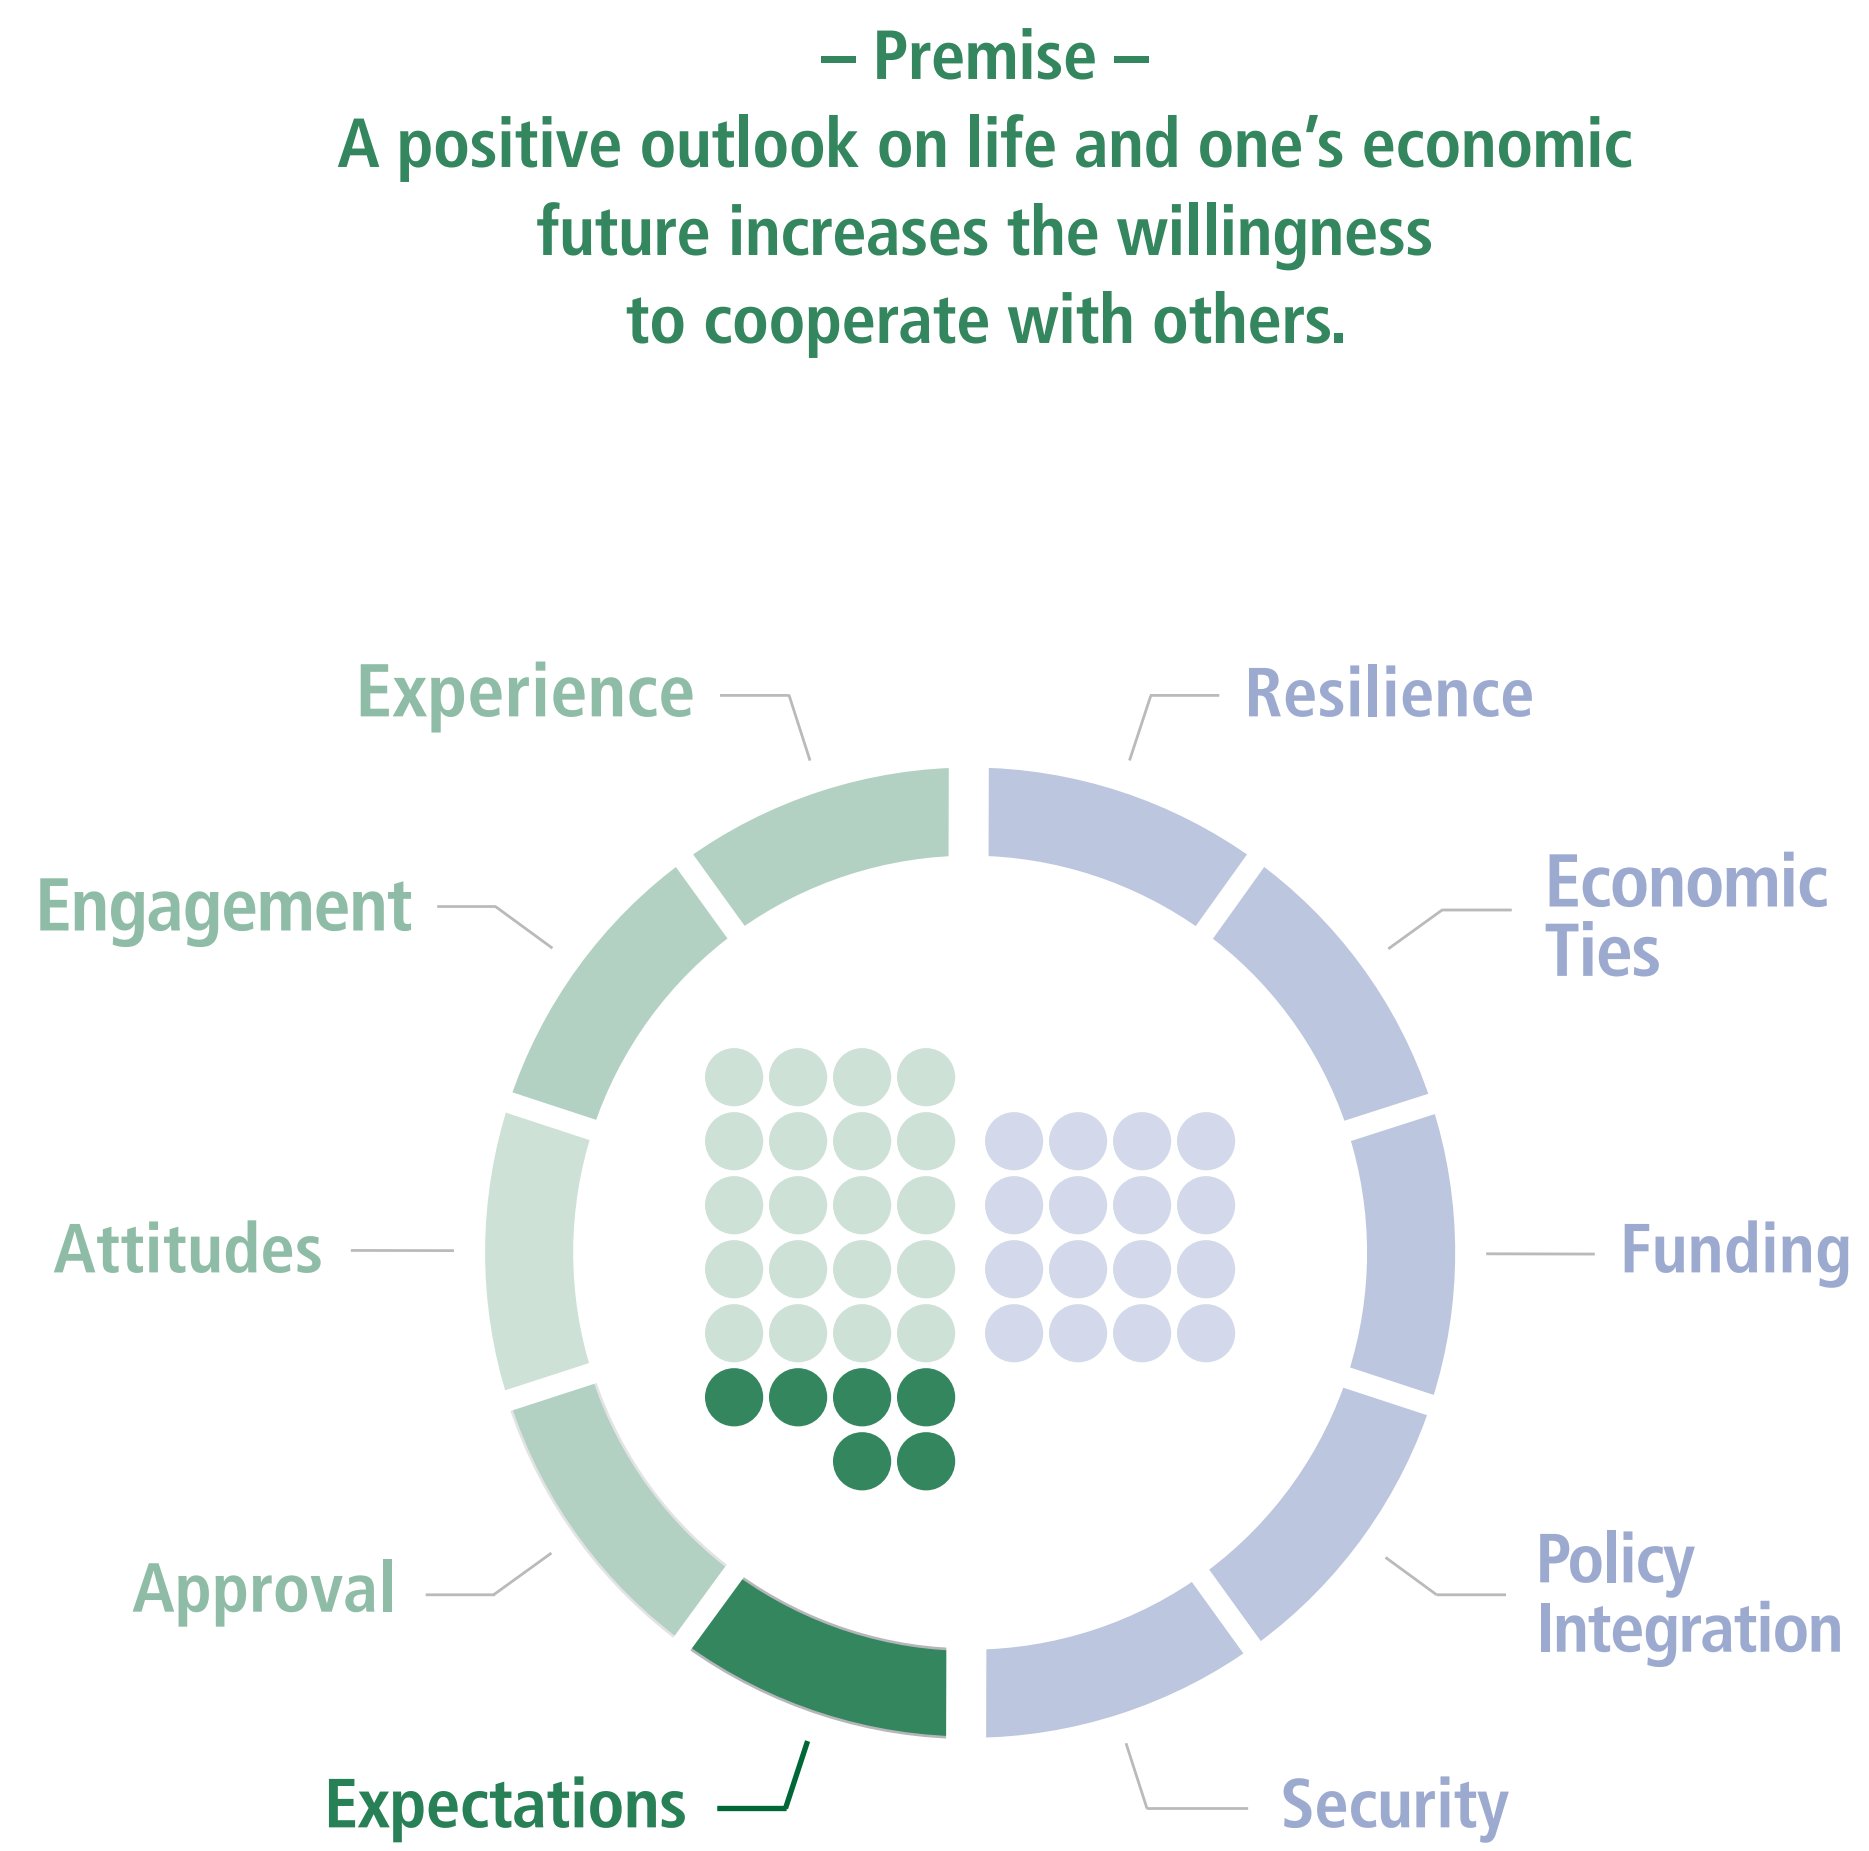 – Premise –
A positive outlook on life and one’s economic
future increases the willingness
to cooperate with others.
Experience
Resilience
Engagement
Economic
Ties
Attitudes
Funding
Approval
Policy
Integration
Expectations
Security